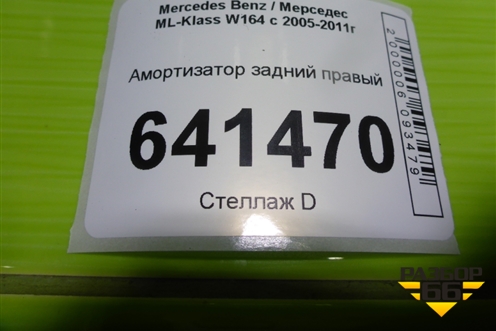 Mercedes Benz / Мерседес
ML-Klass W164 с 2005-2011г
Амортизатор задний правый
641470
Стеллаж D
2000006093479
РАЗБОР
66